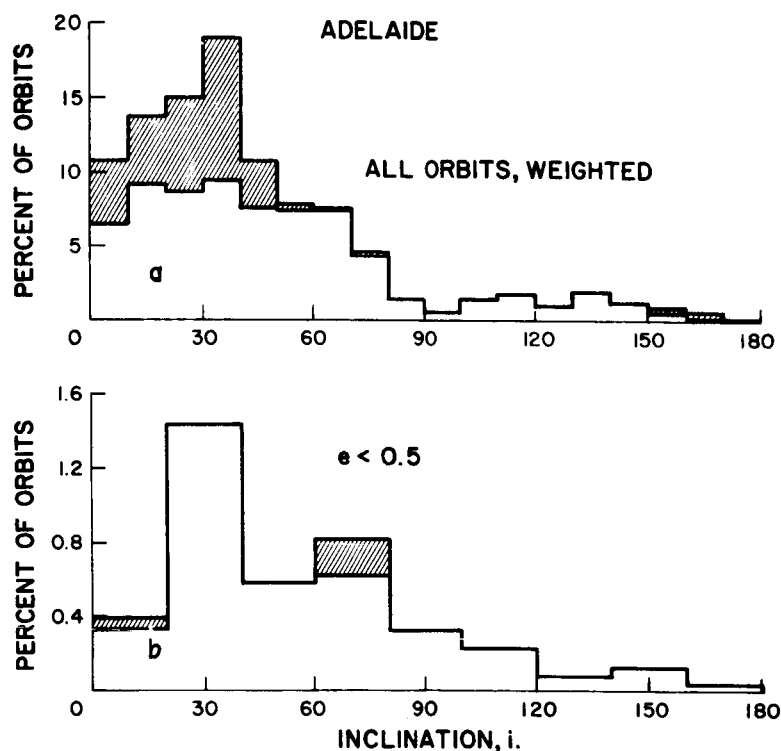 ADELAIDE
ALL ORBITS, WEIGHTED
PERCENT OF ORBITS
20
15
10
5
a
0 30 60 90 120 150 180
e < 0.5
PERCENT OF ORBITS
1.6
1.2
0.8
0.4
b
0 30 60 90 120 150 180
INCLINATION, i.